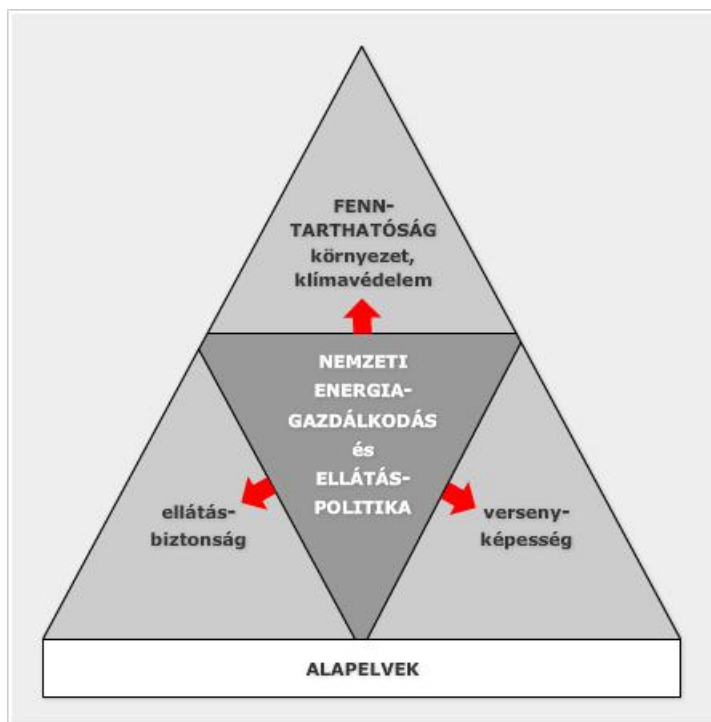 FENN-
TARTHATÓSÁG
környezet,
klímavédelem
NEMZETI
ENERGIA-
GAZDÁLKODÁS
és
ELLÁTÁS-
POLITIKA
ellátás-
biztonság
verseny-
képesség
ALAPELVEK